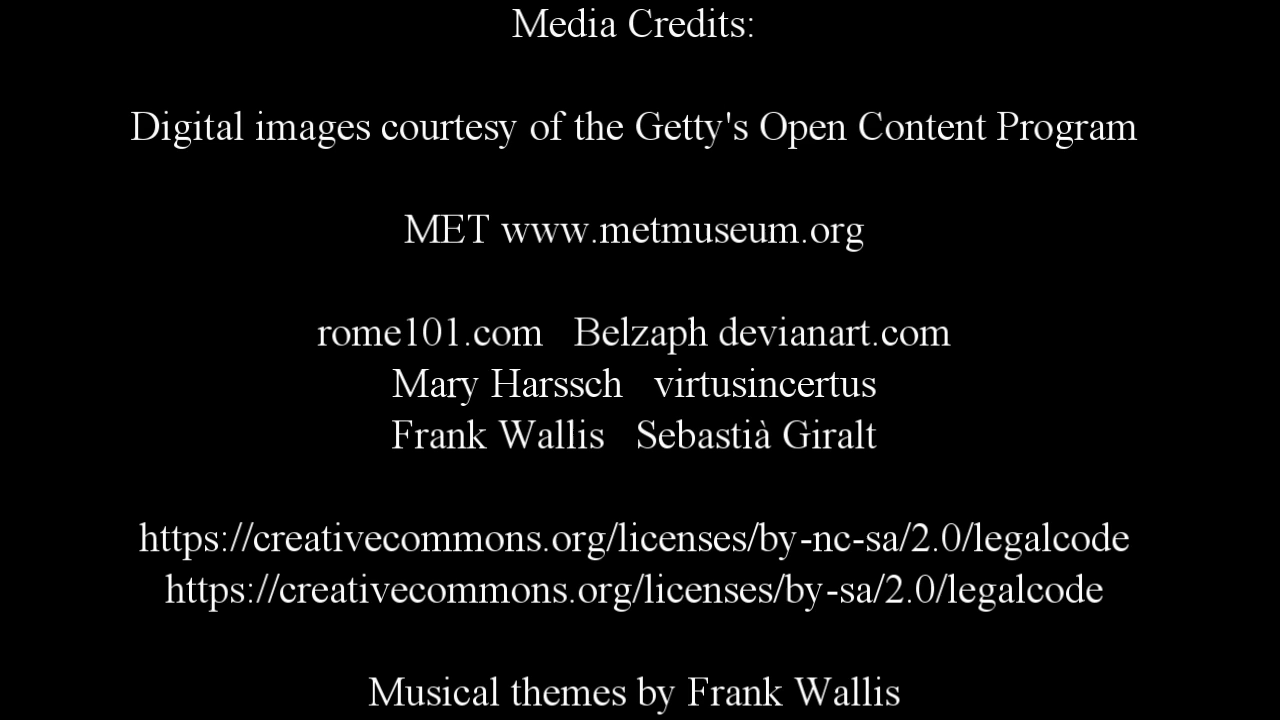 Media Credits:
Digital images courtesy of the Getty's Open Content Program
MET www.metmuseum.org
rome101.com Belzaph devianart.com
Mary Harssch virtusincertus
Frank Wallis Sebastià Giralt
https://creativecommons.org/licenses/by-nc-sa/2.0/legalcode
https://creativecommons.org/licenses/by-sa/2.0/legalcode
Musical themes by Frank Wallis